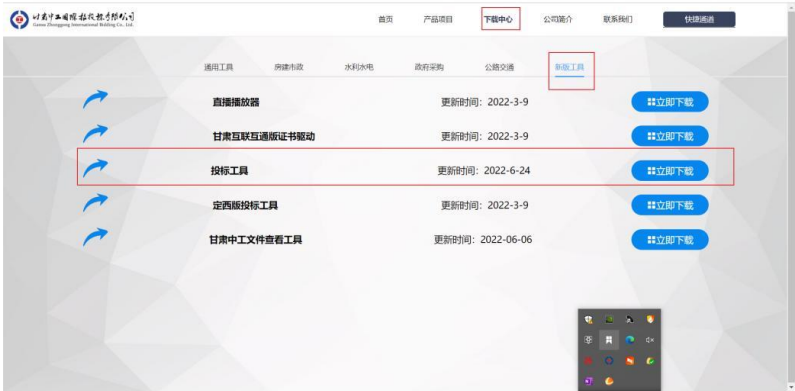 甘肃中工国际招投标有限公司
Gansu Zhonggong International Bidding Co., Ltd.
首页 产品项目 下载中心 公司简介 联系我们 快捷通道
通用工具 房建市政 水利水电 政府采购 公路交通 新版工具
直播播放器 更新时间：2022-3-9 立即下载
甘肃互联互通版证书驱动 更新时间：2022-3-9 立即下载
投标工具 更新时间：2022-6-24 立即下载
定西版投标工具 更新时间：2022-3-9 立即下载
甘肃中工文件查看工具 更新时间：2022-06-06 立即下载